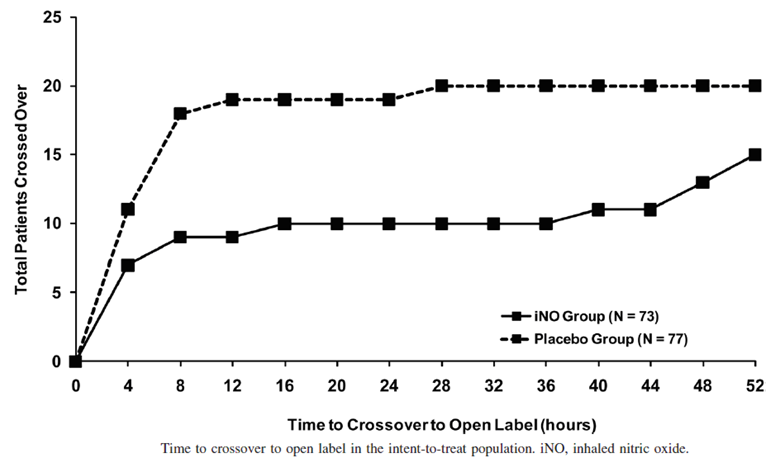 25
20
15
10
5
0
Total Patients Crossed Over
iNO Group (N = 73)
Placebo Group (N = 77)
0 4 8 12 16 20 24 28 32 36 40 44 48 52
Time to Crossover to Open Label (hours)
Time to crossover to open label in the intent-to-treat population. iNO, inhaled nitric oxide.